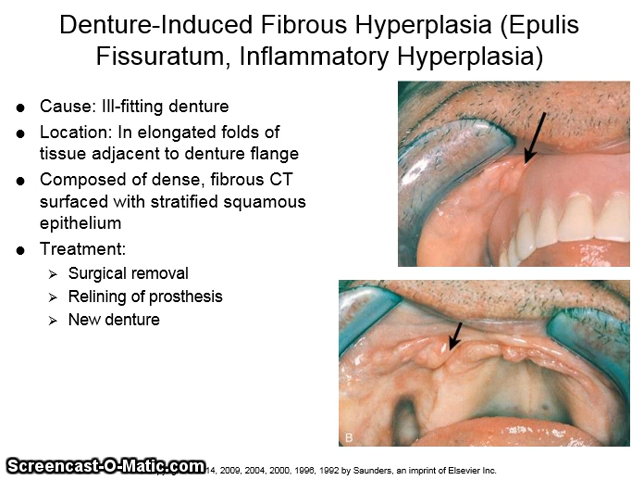 Denture-Induced Fibrous Hyperplasia (Epulis
Fissuratum, Inflammatory Hyperplasia)
● Cause: Ill-fitting denture
● Location: In elongated folds of
tissue adjacent to denture flange
● Composed of dense, fibrous CT
surfaced with stratified squamous
epithelium
● Treatment:
➢ Surgical removal
➢ Relining of prosthesis
➢ New denture
B
Screencast-O-Matic.com
14, 2009, 2004, 2000, 1996, 1992 by Saunders, an imprint of Elsevier Inc.